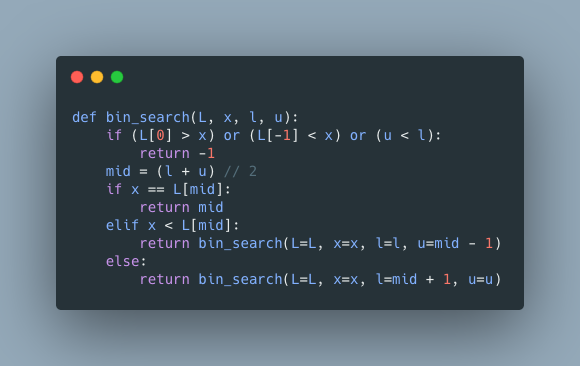 def bin_search(L, x, l, u):
    if (L[0] > x) or (L[-1] < x) or (u < l):
        return -1
    mid = (l + u) // 2
    if x == L[mid]:
        return mid
    elif x < L[mid]:
        return bin_search(L=L, x=x, l=l, u=mid - 1)
    else:
        return bin_search(L=L, x=x, l=mid + 1, u=u)